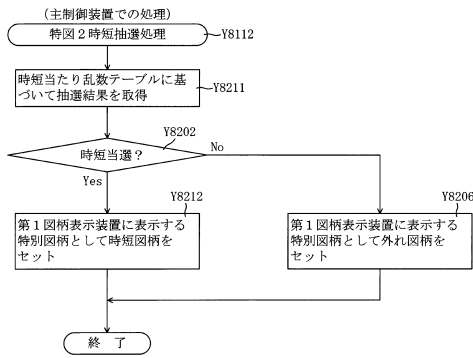 (主制御装置での処理)
特図２時短抽選処理
Y8112
時短当たり乱数テーブルに基
づいて抽選結果を取得
Y8211
時短当選？
Y8202
No
Yes
Y8212
第１図柄表示装置に表示する
特別図柄として時短図柄を
セット
Y8206
第１図柄表示装置に表示する
特別図柄として外れ図柄を
セット
終 了